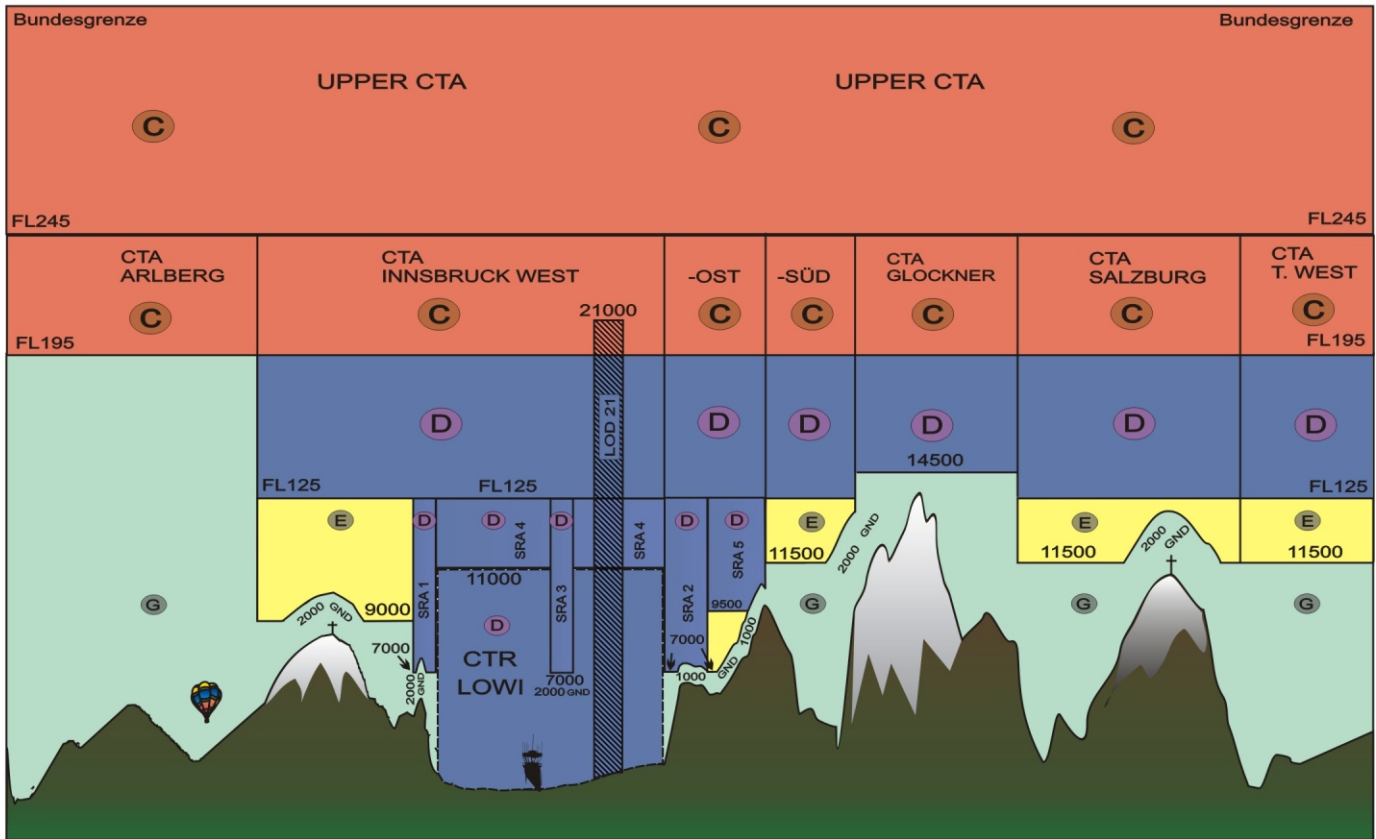 Bundesgrenze
Bundesgrenze
UPPER CTA
UPPER CTA
C
C
C
FL245
FL245
CTA
ARLBERG
C
FL195
CTA
INNSBRUCK WEST
C
21000
-OST
C
-SÜD
C
CTA
GLOCKNER
C
CTA
SALZBURG
C
CTA
T. WEST
C
FL195
D
LOD 21
D
D
D
14500
D
D
FL125
FL125
FL125
E
D
D
SRA 4
D
SRA 4
D
D
SRA 5
E
11500
2000 GND
E
11500
2000
GND
E
11500
G
2000 GND
9000
SRA 1
7000
2000
GND
11000
D
CTR
LOWI
SRA 3
7000
2000 GND
SRA 2
7000
9500
1000
GND
1000
G
G
G